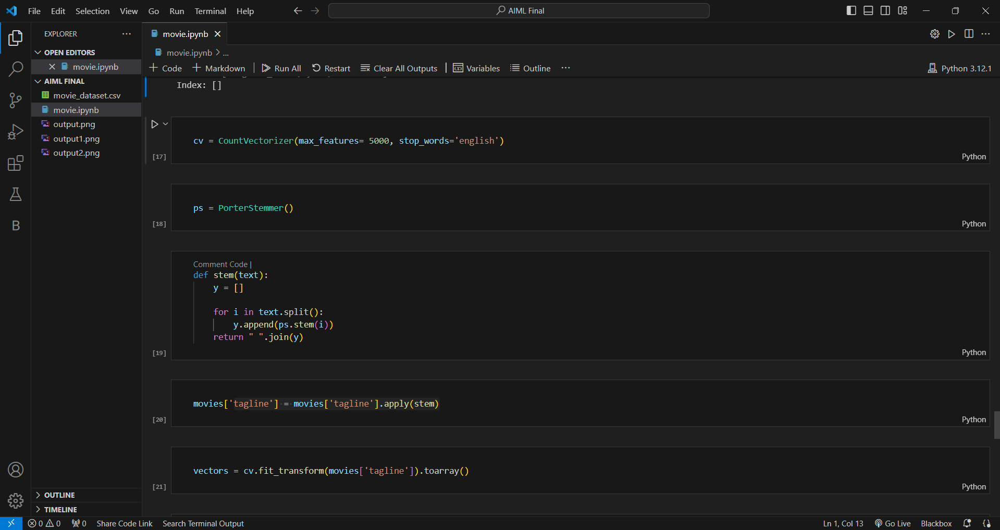 File Edit Selection View Go Run Terminal Help
AIML Final
EXPLORER
OPEN EDITORS
movie.ipynb
AIML FINAL
movie_dataset.csv
movie.ipynb
output.png
output1.png
output2.png
OUTLINE
TIMELINE
movie.ipynb
movie.ipynb > ...
Code Markdown Run All Restart Clear All Outputs Variables Outline ... Python 3.12.1
Index: []
cv = CountVectorizer(max_features= 5000, stop_words='english')
[17] Python
ps = PorterStemmer()
[18] Python
Comment Code |
def stem(text):
y = []
for i in text.split():
y.append(ps.stem(i))
return " ".join(y)
[19] Python
movies['tagline'] = movies['tagline'].apply(stem)
[20] Python
vectors = cv.fit_transform(movies['tagline']).toarray()
[21] Python
B
0 0 0 Share Code Link Search Terminal Output Ln 1, Col 13 Go Live Blackbox